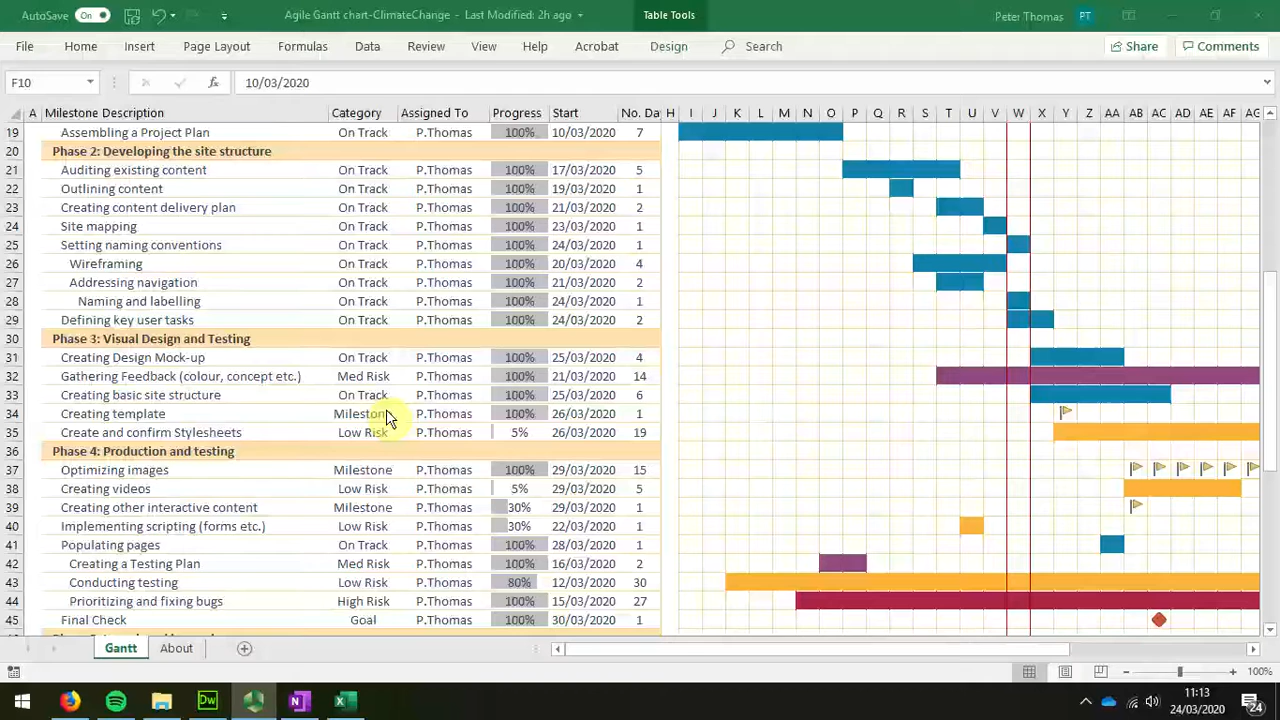 AutoSave On Agile Gantt chart-ClimateChange - Last Modified: 2h ago Table Tools Peter Thomas PT
File Home Insert Page Layout Formulas Data Review View Help Acrobat Design Search Share Comments
F10 fx 10/03/2020
A Milestone Description Category Assigned To Progress Start No. Day H I J K L M N O P Q R S T U V W X Y Z AA AB AC AD AE AF AG
19 Assembling a Project Plan On Track P.Thomas 100% 10/03/2020 7
20 Phase 2: Developing the site structure
21 Auditing existing content On Track P.Thomas 100% 17/03/2020 5
22 Outlining content On Track P.Thomas 100% 19/03/2020 1
23 Creating content delivery plan On Track P.Thomas 100% 21/03/2020 2
24 Site mapping On Track P.Thomas 100% 23/03/2020 1
25 Setting naming conventions On Track P.Thomas 100% 24/03/2020 1
26 Wireframing On Track P.Thomas 100% 20/03/2020 4
27 Addressing navigation On Track P.Thomas 100% 21/03/2020 2
28 Naming and labelling On Track P.Thomas 100% 24/03/2020 1
29 Defining key user tasks On Track P.Thomas 100% 24/03/2020 2
30 Phase 3: Visual Design and Testing
31 Creating Design Mock-up On Track P.Thomas 100% 25/03/2020 4
32 Gathering Feedback (colour, concept etc.) Med Risk P.Thomas 100% 21/03/2020 14
33 Creating basic site structure On Track P.Thomas 100% 25/03/2020 6
34 Creating template Milestone P.Thomas 100% 26/03/2020 1
35 Create and confirm Stylesheets Low Risk P.Thomas 5% 26/03/2020 19
36 Phase 4: Production and testing
37 Optimizing images Milestone P.Thomas 100% 29/03/2020 15
38 Creating videos Low Risk P.Thomas 5% 29/03/2020 5
39 Creating other interactive content Milestone P.Thomas 30% 29/03/2020 1
40 Implementing scripting (forms etc.) Low Risk P.Thomas 30% 22/03/2020 1
41 Populating pages On Track P.Thomas 100% 28/03/2020 1
42 Creating a Testing Plan Med Risk P.Thomas 100% 16/03/2020 2
43 Conducting testing Low Risk P.Thomas 80% 12/03/2020 30
44 Prioritizing and fixing bugs High Risk P.Thomas 100% 15/03/2020 27
45 Final Check Goal P.Thomas 100% 30/03/2020 1
Gantt About
100%
Dw N X
11:13
24/03/2020 24